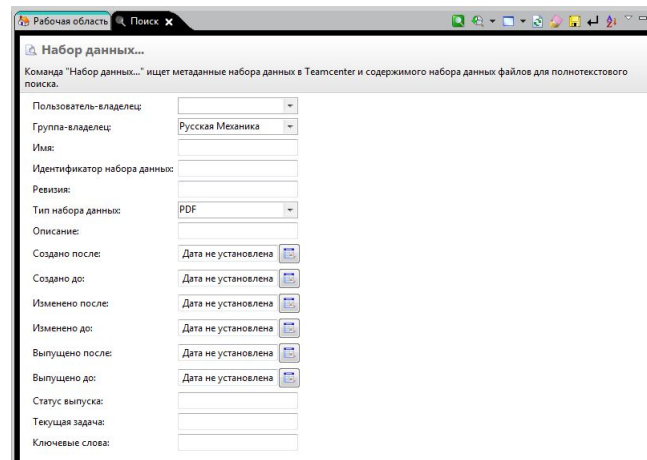 Рабочая область Поиск
Набор данных...
Команда "Набор данных..." ищет метаданные набора данных в Teamcenter и содержимого набора данных файлов для полнотекстового
поиска.
Пользователь-владелец:
Группа-владелец: Русская Механика
Имя:
Идентификатор набора данных:
Ревизия:
Тип набора данных: PDF
Описание:
Создано после: Дата не установлена
Создано до: Дата не установлена
Изменено после: Дата не установлена
Изменено до: Дата не установлена
Выпущено после: Дата не установлена
Выпущено до: Дата не установлена
Статус выпуска:
Текущая задача:
Ключевые слова: